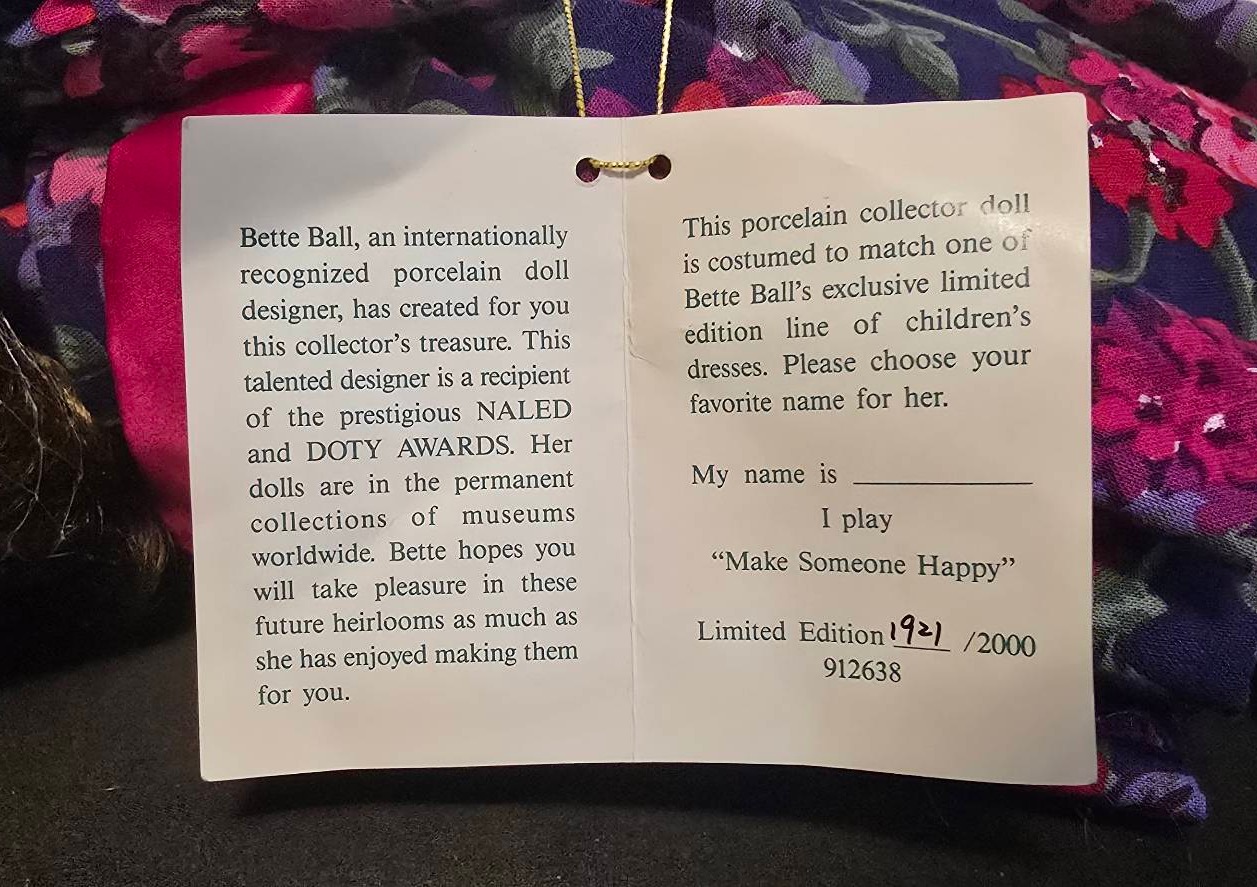 Bette Ball, an internationally
recognized porcelain doll
designer, has created for you
this collector's treasure. This
talented designer is a recipient
of the prestigious NALED
and DOTY AWARDS. Her
dolls are in the permanent
collections of museums
worldwide. Bette hopes you
will take pleasure in these
future heirlooms as much as
she has enjoyed making them
for you.
This porcelain collector doll
is costumed to match one of
Bette Ball's exclusive limited
edition line of children's
dresses. Please choose your
favorite name for her.
My name is ____________
I play
“Make Someone Happy”
Limited Edition 1921 /2000
912638